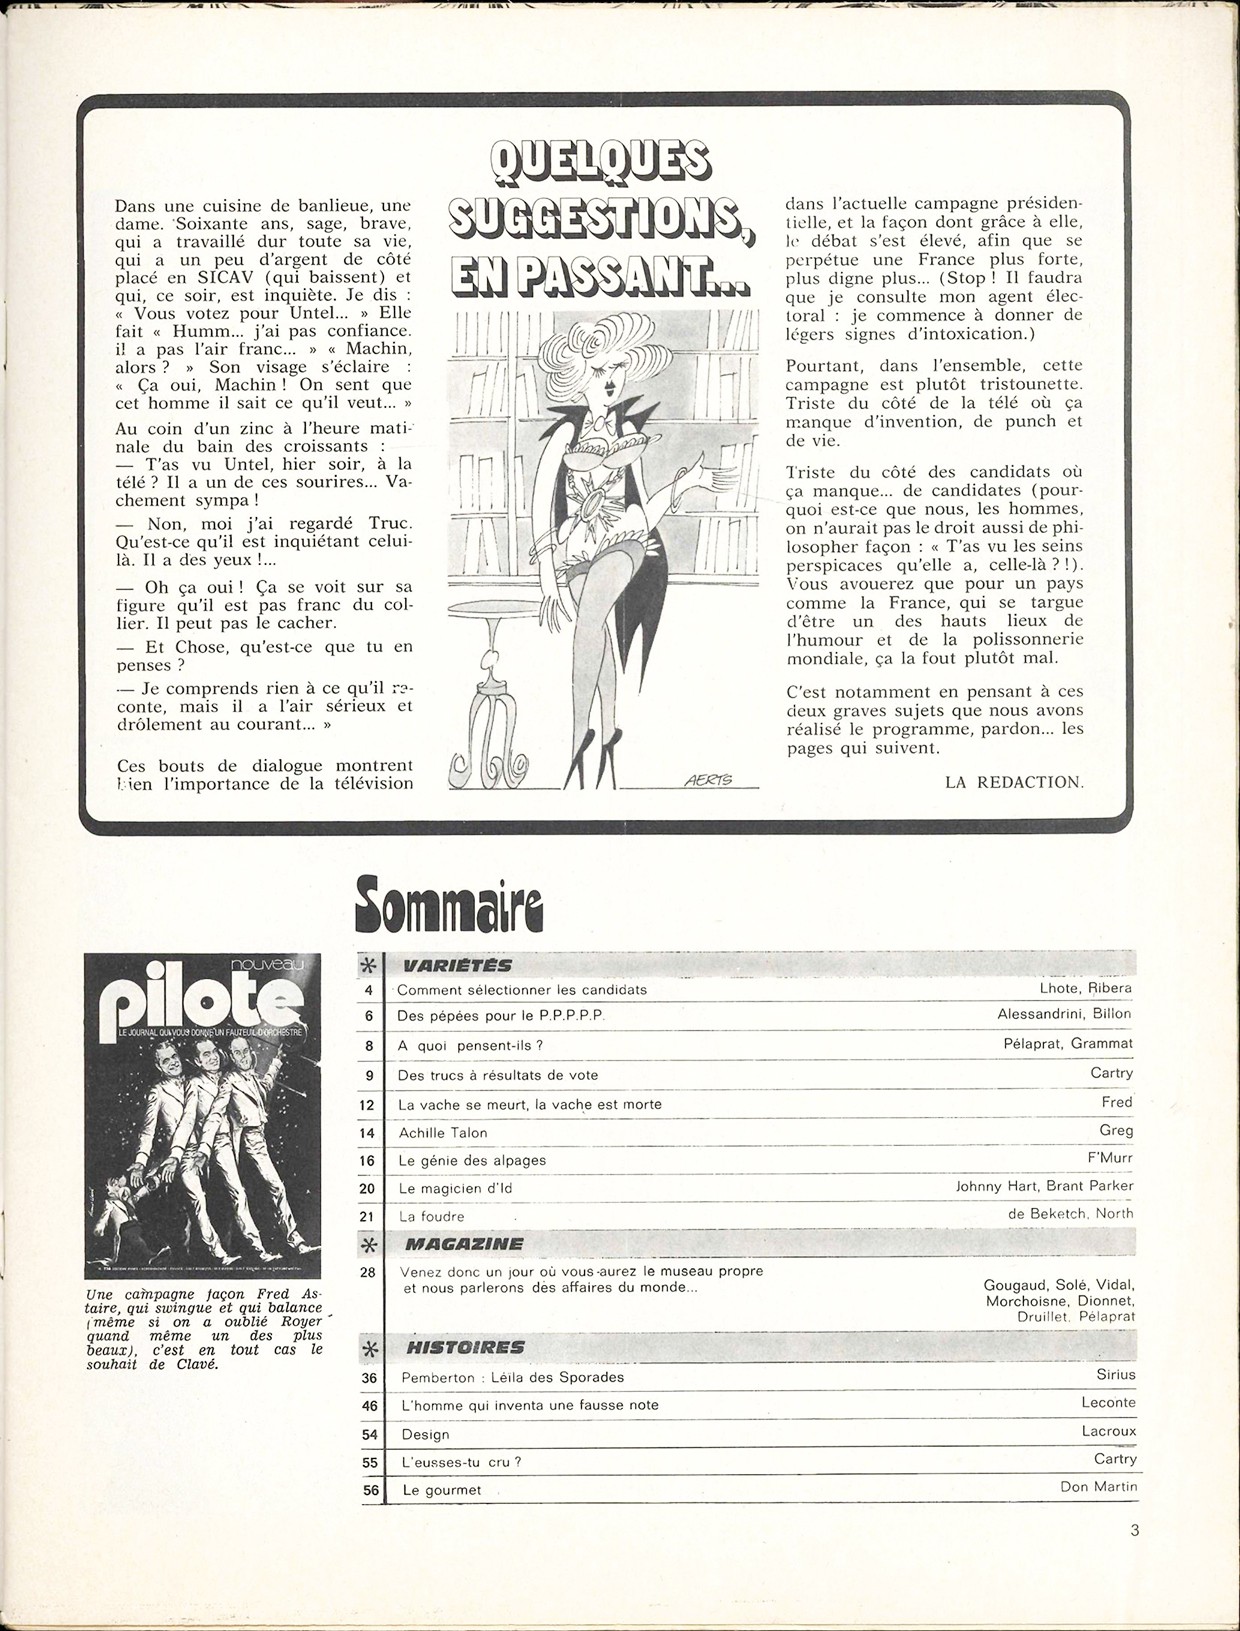 QUELQUES
SUGGESTIONS,
EN PASSANT...
Dans une cuisine de banlieue, une
dame. Soixante ans, sage, brave,
qui a travaillé dur toute sa vie,
qui a un peu d'argent de côté
placé en SICAV (qui baissent) et
qui, ce soir, est inquiète. Je dis :
« Vous votez pour Untel... » Elle
fait « Humm... j'ai pas confiance.
il a pas l'air franc... » « Machin,
alors ? » Son visage s'éclaire :
« Ça oui, Machin ! On sent que
cet homme il sait ce qu'il veut... »
Au coin d'un zinc à l'heure mati-
nale du bain des croissants :
— T'as vu Untel, hier soir, à la
télé ? Il a un de ces sourires... Va-
chement sympa !
— Non, moi j'ai regardé Truc.
Qu'est-ce qu'il est inquiétant celui-
là. Il a des yeux !...
— Oh ça oui ! Ça se voit sur sa
figure qu'il est pas franc du col-
lier. Il peut pas le cacher.
— Et Chose, qu'est-ce que tu en
penses ?
— Je comprends rien à ce qu'il ra-
conte, mais il a l'air sérieux et
drôlement au courant... »
Ces bouts de dialogue montrent
bien l'importance de la télévision
AERTS
dans l'actuelle campagne présiden-
tielle, et la façon dont grâce à elle,
le débat s'est élevé, afin que se
perpétue une France plus forte,
plus digne plus... (Stop ! Il faudra
que je consulte mon agent élec-
toral : je commence à donner de
légers signes d'intoxication.)
Pourtant, dans l'ensemble, cette
campagne est plutôt tristounette.
Triste du côté de la télé où ça
manque d'invention, de punch et
de vie.
Triste du côté des candidats où
ça manque... de candidates (pour-
quoi est-ce que nous, les hommes,
on n'aurait pas le droit aussi de phi-
losopher façon : « T'as vu les seins
perspicaces qu'elle a, celle-là ? !).
Vous avouerez que pour un pays
comme la France, qui se targue
d'être un des hauts lieux de
l'humour et de la polissonnerie
mondiale, ça la fout plutôt mal.
C'est notamment en pensant à ces
deux graves sujets que nous avons
réalisé le programme, pardon... les
pages qui suivent.
LA REDACTION.
Sommaire
nouveau
pilote
LE JOURNAL QUI VOUS DONNE UN FAUTEUIL D'ORCHESTRE
Une campagne façon Fred As-
taire, qui swingue et qui balance
(même si on a oublié Royer
quand même un des plus
beaux), c'est en tout cas le
souhait de Clavé.
* VARIÉTÉS
4 Comment sélectionner les candidats Lhote, Ribera
6 Des pépées pour le P.P.P.P.P. Alessandrini, Billon
8 A quoi pensent-ils ? Pélaprat, Grammat
9 Des trucs à résultats de vote Cartry
12 La vache se meurt, la vache est morte Fred
14 Achille Talon Greg
16 Le génie des alpages F'Murr
20 Le magicien d'Id Johnny Hart, Brant Parker
21 La foudre de Beketch, North
* MAGAZINE
28 Venez donc un jour où vous aurez le museau propre
et nous parlerons des affaires du monde...
Gougaud, Solé, Vidal,
Morchoisne, Dionnet,
Druillet, Pélaprat
* HISTOIRES
36 Pemberton : Léila des Sporades Sirius
46 L'homme qui inventa une fausse note Leconte
54 Design Lacroux
55 L'eusses-tu cru ? Cartry
56 Le gourmet Don Martin
3